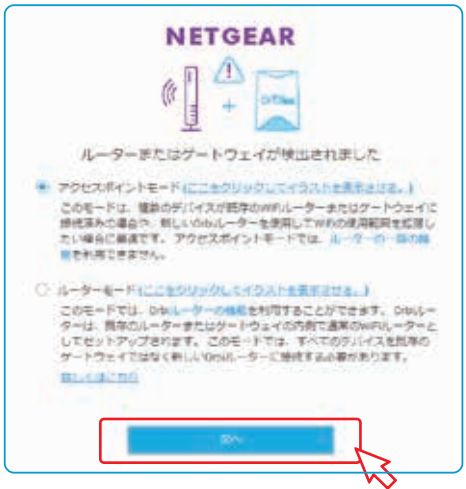 NETGEAR
ルーターまたはゲートウェイが検出されました
アクセスポイントモード(ここをクリックしてイラストを表示させる。)
このモードは、複数のデバイスが既存のWiFiルーターまたはゲートウェイに
接続済みの場合や、新しいOrbiルーターを使用してWiFiの使用範囲を拡張し
たい場合に最適です。アクセスポイントモードでは、ルーターの一部の機
能を利用できません。
ルーターモード(ここをクリックしてイラストを表示させる。)
このモードでは、Orbiルーターの機能を利用することができます。Orbiルー
ターは、既存のルーターまたはゲートウェイの内側で通常のWiFiルーターと
してセットアップされます。このモードでは、すべてのデバイスを既存の
ゲートウェイではなく新しいOrbiルーターに接続する必要があります。
詳しくはこちら
次へ